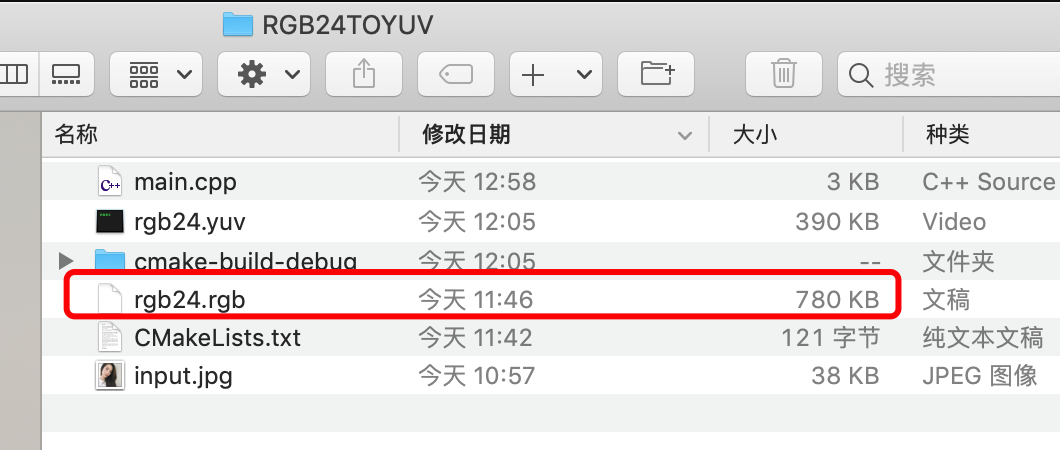 RGB24TOYUV
搜索
名称 修改日期 大小 种类
main.cpp 今天 12:58 3 KB C++ Source
rgb24.yuv 今天 12:05 390 KB Video
cmake-build-debug 今天 12:05 -- 文件夹
rgb24.rgb 今天 11:46 780 KB 文稿
CMakeLists.txt 今天 11:42 121 字节 纯文本文稿
input.jpg 今天 10:57 38 KB JPEG 图像